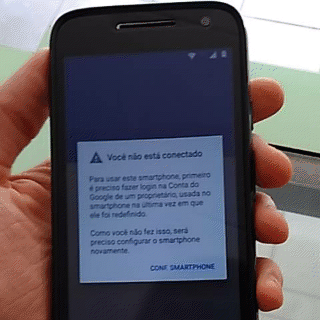 Você não está conectado
Para usar este smartphone, primeiro
é preciso fazer login na Conta do
Google de um proprietário, usada no
smartphone na última vez em que
ele foi redefinido.
Como você não fez isso, será
preciso configurar o smartphone
novamente.
CONF. SMARTPHONE